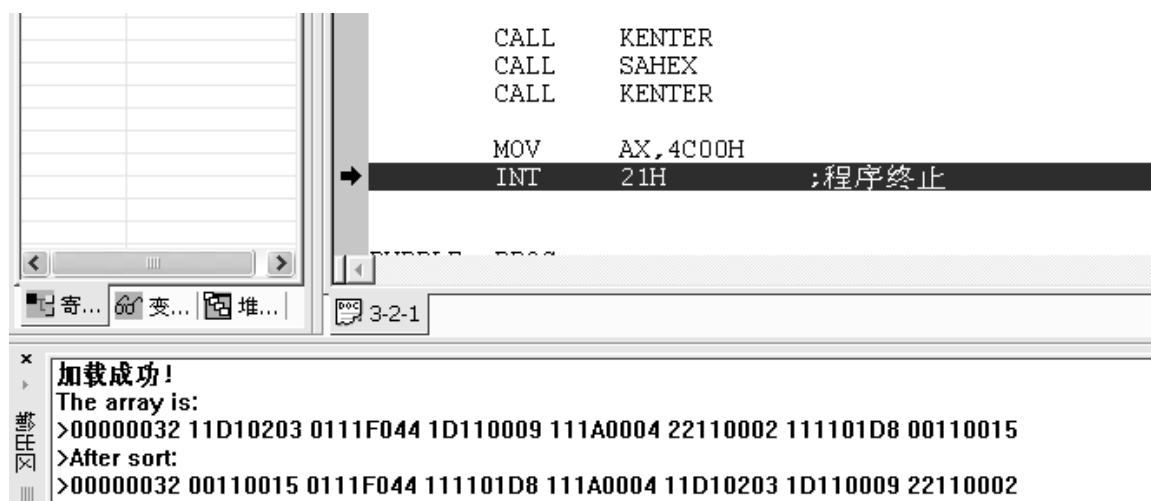 CALL KENTER
CALL SAHEX
CALL KENTER
MOV AX,4C00H
INT 21H ;程序终止
寄... 变... 堆...
3-2-1
加载成功!
The array is:
>00000032 11D10203 0111F044 1D110009 111A0004 22110002 111101D8 00110015
>After sort:
>00000032 00110015 0111F044 111101D8 111A0004 11D10203 1D110009 22110002